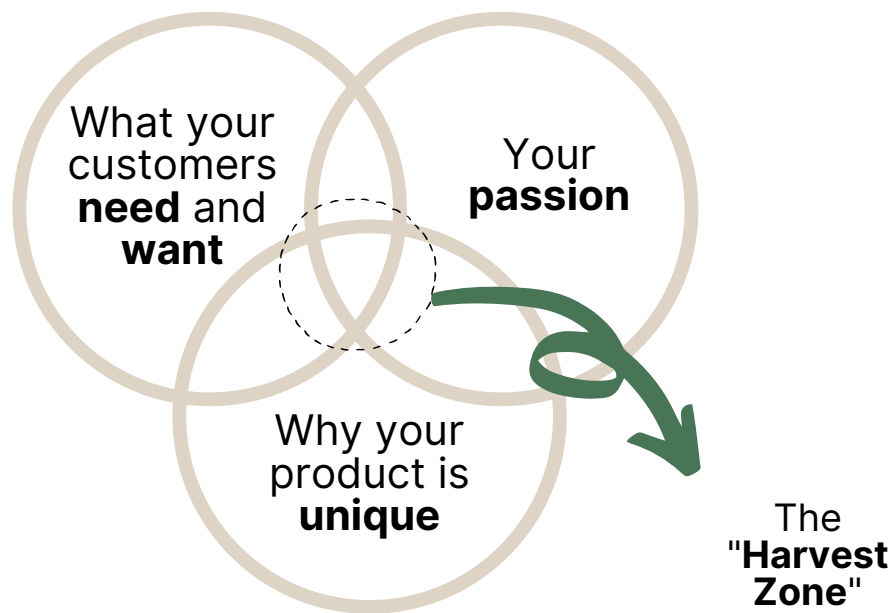 What your
customers
need and
want
Your
passion
Why your
product is
unique
The
"Harvest
Zone"